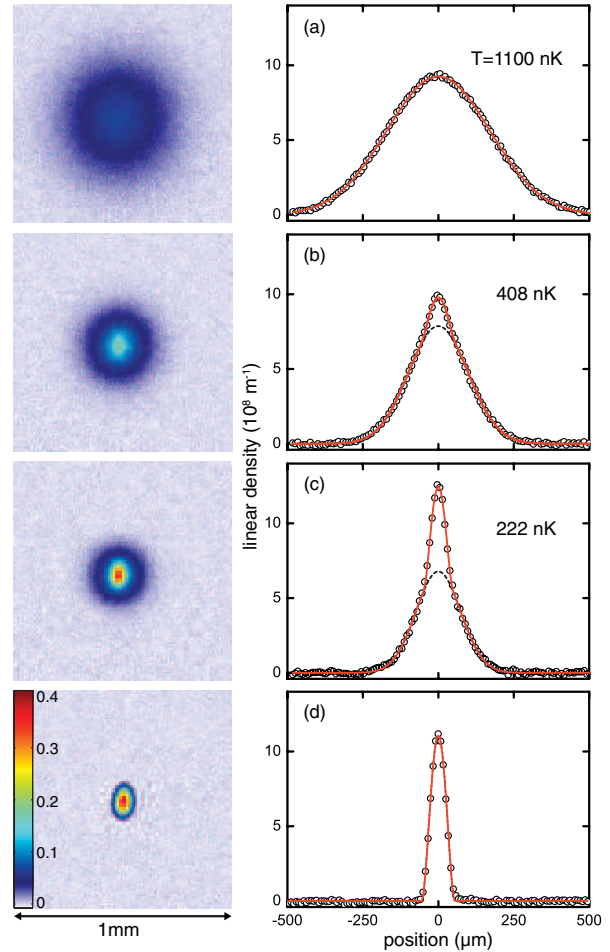 (a)
T=1100 nK
10
5
0
(b)
408 nK
10
5
0
(c)
222 nK
10
5
0
linear density (10⁸ m⁻¹)
0.4
0.3
0.2
0.1
0
(d)
10
5
0
1mm
-500
-250
0
250
500
position (µm)